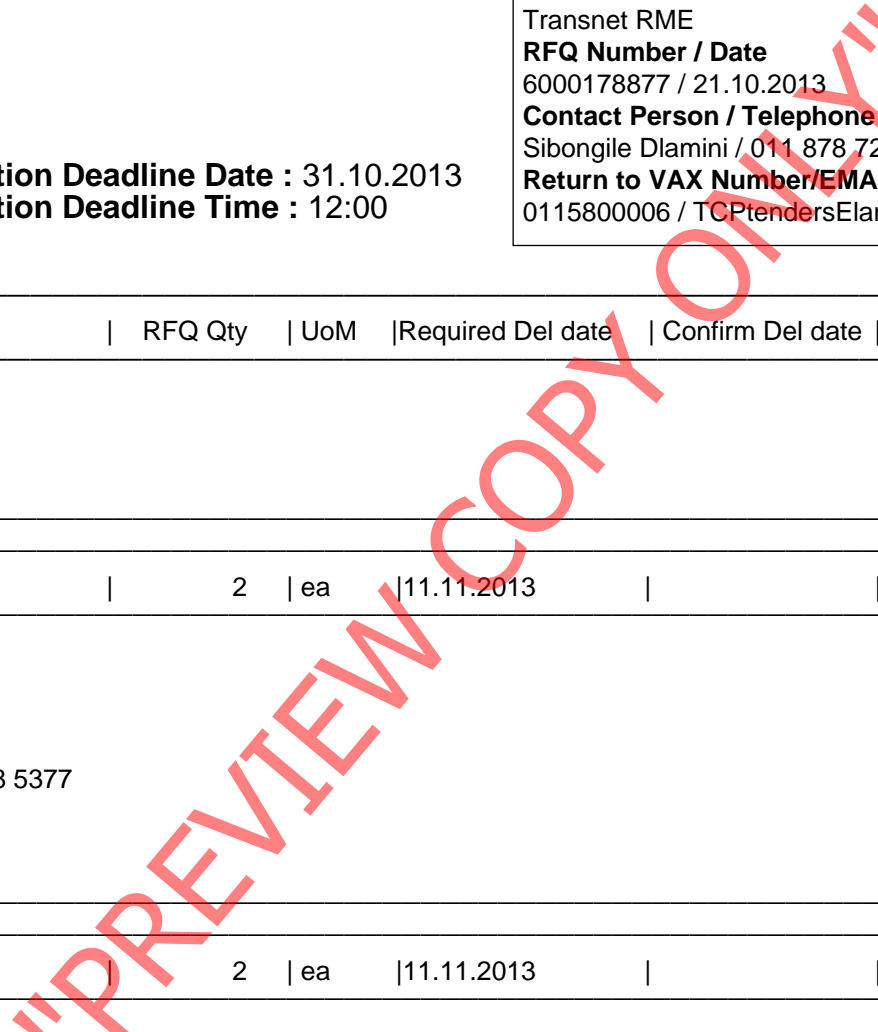 Transnet RME
RFQ Number / Date
6000178877 / 21.10.2013
Contact Person / Telephone
Sibongile Dlamini / 011 878 72
tion Deadline Date : 31.10.2013
Return to VAX Number/EMA
tion Deadline Time : 12:00
0115800006 / TCPtendersElan
| RFQ Qty | UoM |Required Del date | Confirm Del date |
| 2 | ea |11.11.2013 | |
5377
| 2 | ea |11.11.2013 | |
"PREVIEW COPY ONLY"